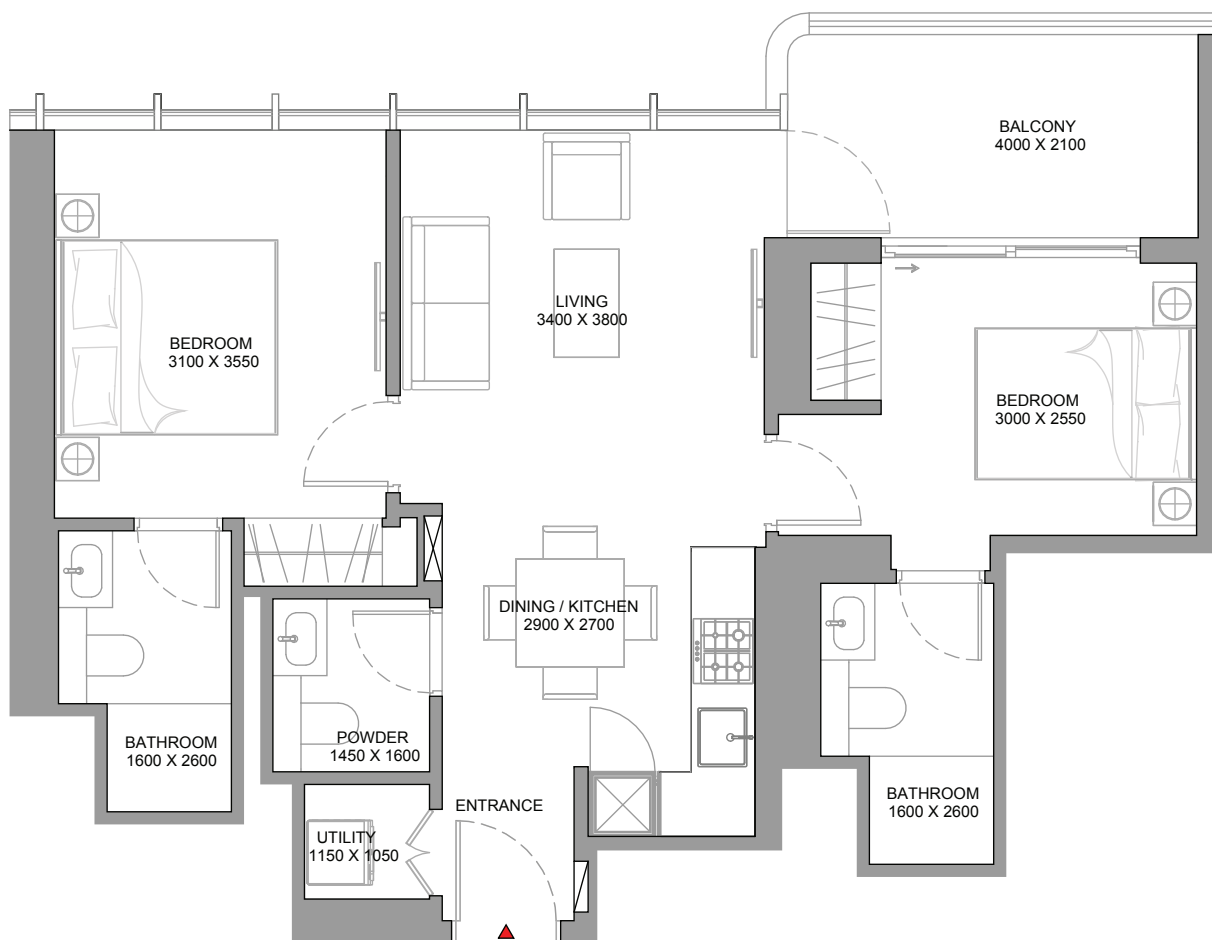 BALCONY
4000 X 2100
LIVING
3400 X 3800
BEDROOM
3100 X 3550
BEDROOM
3000 X 2550
DINING / KITCHEN
2900 X 2700
POWDER
1450 X 1600
BATHROOM
1600 X 2600
BATHROOM
1600 X 2600
ENTRANCE
UTILITY
1150 X 1050